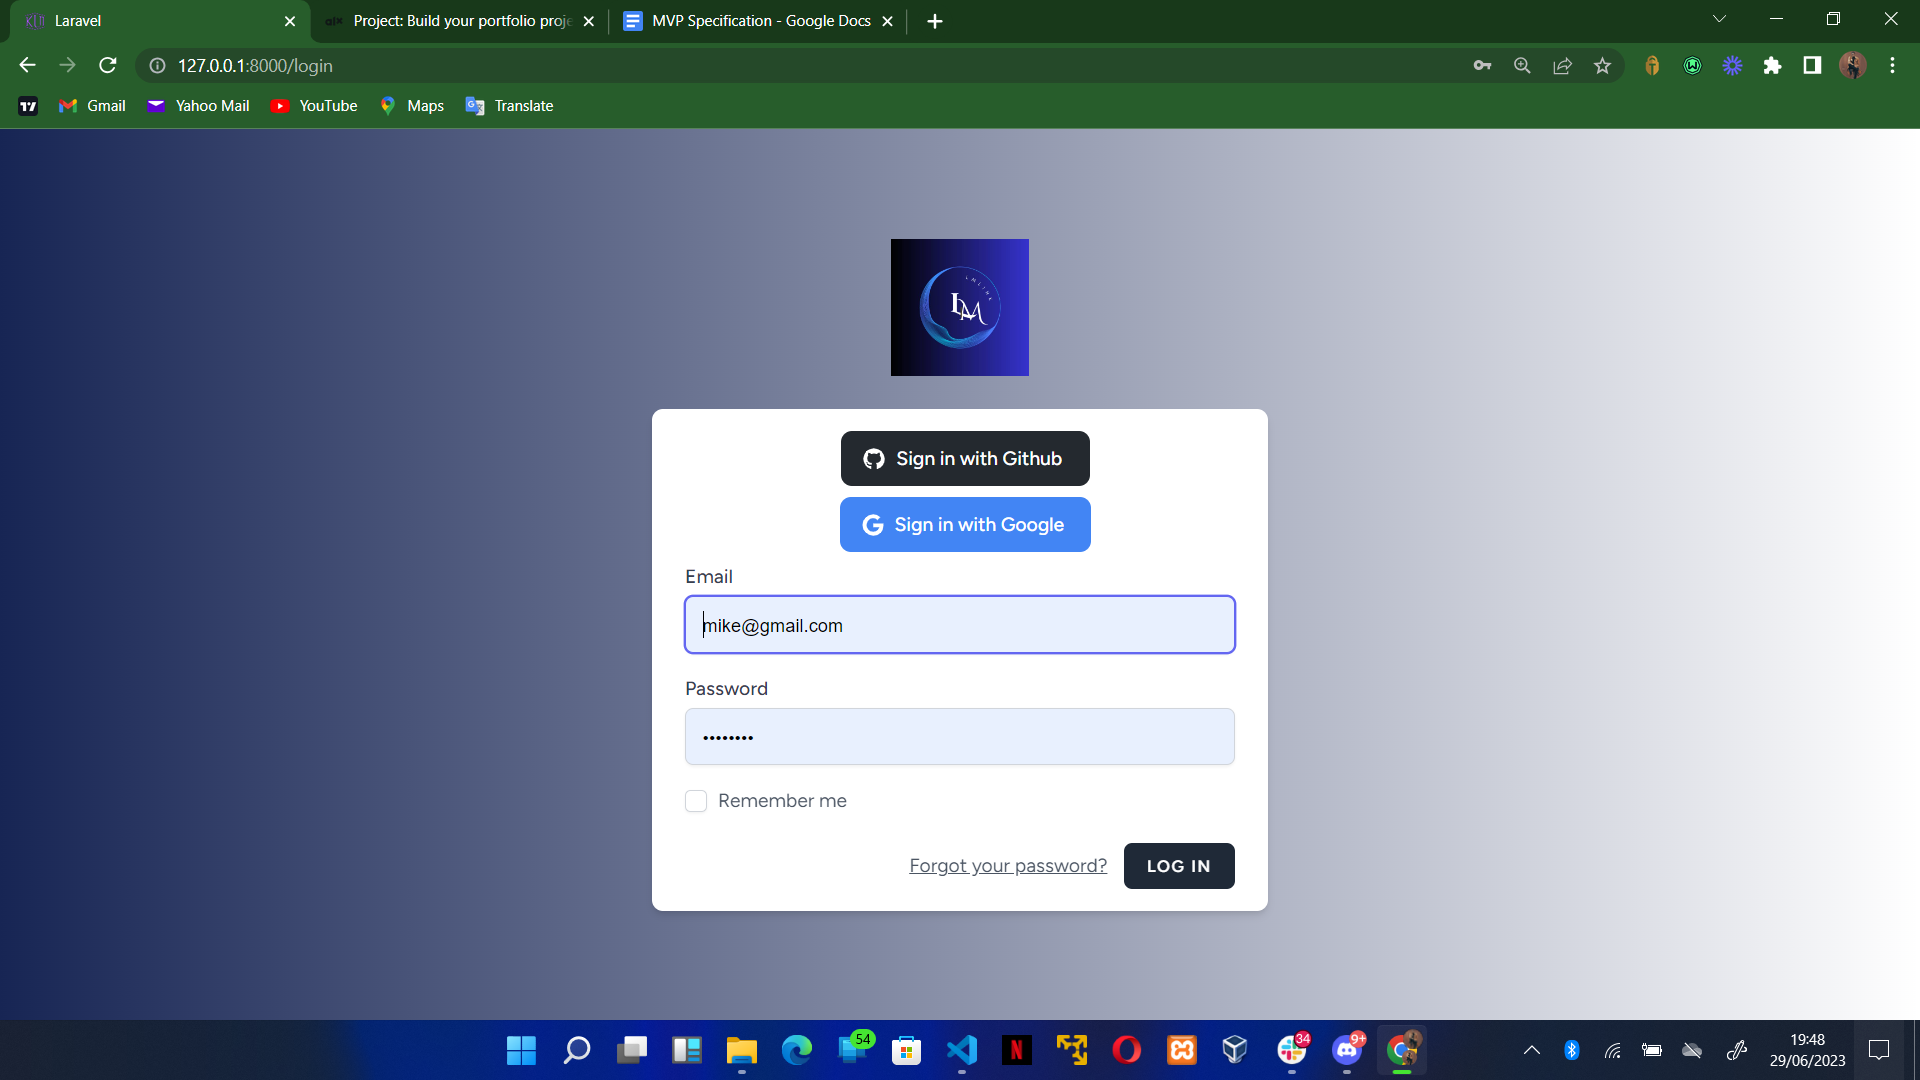 Laravel
Project: Build your portfolio proje
MVP Specification - Google Docs
127.0.0.1:8000/login
Gmail
Yahoo Mail
YouTube
Maps
Translate
LM
Sign in with Github
Sign in with Google
Email
mike@gmail.com
Password
••••••••
Remember me
Forgot your password?
LOG IN
54
34
9+
19:48
29/06/2023